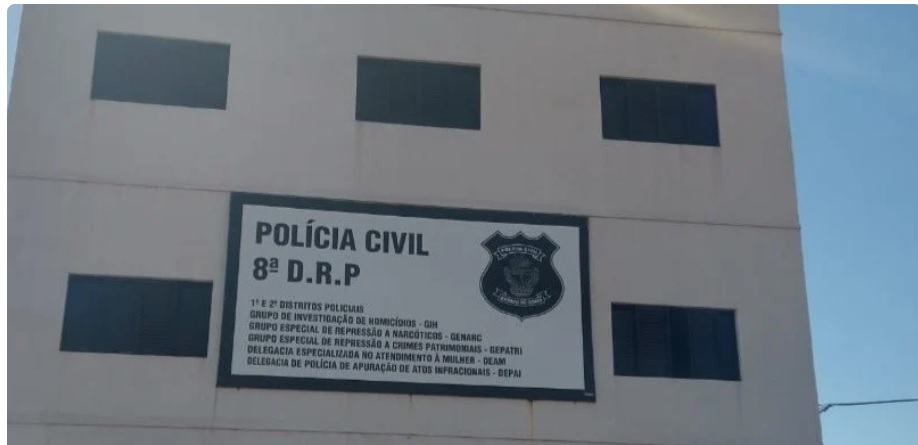 POLÍCIA CIVIL
8ª D.R.P
1º E 2º DISTRITOS POLICIAIS
GRUPO DE INVESTIGAÇÃO DE HOMICÍDIOS - GIH
GRUPO ESPECIAL DE REPRESSÃO A NARCÓTICOS - GENARC
GRUPO ESPECIAL DE REPRESSÃO A CRIMES PATRIMONIAIS - GEPATRI
DELEGACIA ESPECIALIZADA NO ATENDIMENTO À MULHER - DEAM
DELEGACIA DE POLÍCIA DE APURAÇÃO DE ATOS INFRACIONAIS - DEPAI
POLÍCIA CIVIL